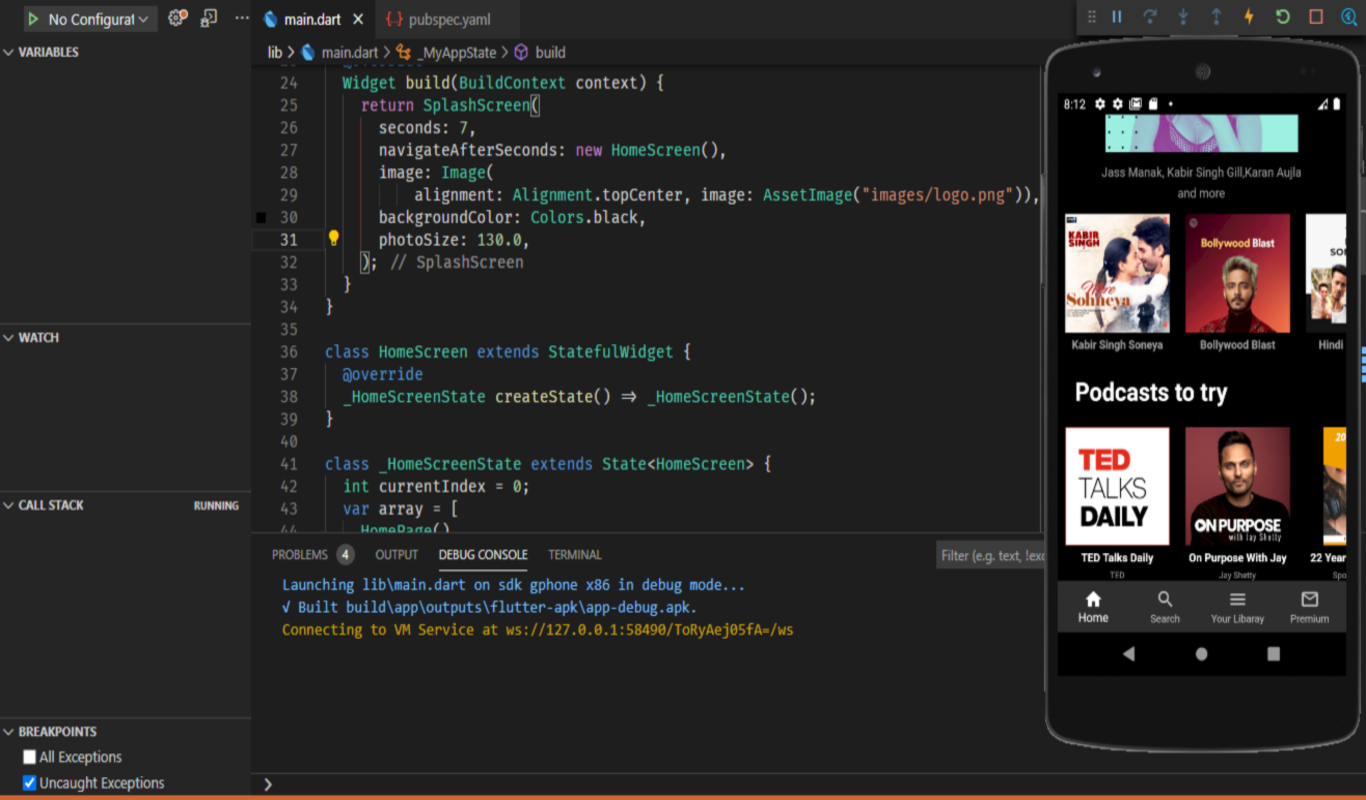 No Configurat
main.dart
{} pubspec.yaml
VARIABLES
lib > main.dart > _MyAppState > build
24 Widget build(BuildContext context) {
25 return SplashScreen(
26 seconds: 7,
27 navigateAfterSeconds: new HomeScreen(),
28 image: Image(
29 alignment: Alignment.topCenter, image: AssetImage("images/logo.png")),
30 backgroundColor: Colors.black,
31 photoSize: 130.0,
32 ); // SplashScreen
33 }
34 }
35
36 class HomeScreen extends StatefulWidget {
37 @override
38 _HomeScreenState createState() => _HomeScreenState();
39 }
40
41 class _HomeScreenState extends State<HomeScreen> {
42 int currentIndex = 0;
43 var array = [
44 HomePage()
WATCH
CALL STACK
RUNNING
BREAKPOINTS
All Exceptions
Uncaught Exceptions
PROBLEMS 4 OUTPUT DEBUG CONSOLE TERMINAL
Filter (e.g. text, !exc
Launching lib\main.dart on sdk gphone x86 in debug mode...
√ Built build\app\outputs\flutter-apk\app-debug.apk.
Connecting to VM Service at ws://127.0.0.1:58490/ToRyAej05fA=/ws
8:12
Jass Manak, Kabir Singh Gill,Karan Aujla
and more
KABIR
SINGH
Mere
Sohneya
Bollywood Blast
SO
Kabir Singh Soneya
Bollywood Blast
Hindi
Podcasts to try
TED
TALKS
DAILY
ON PURPOSE
with Jay Shetty
20
TED Talks Daily
On Purpose With Jay
22 Year
TED
Jay Shetty
Spo
Home
Search
Your Libaray
Premium